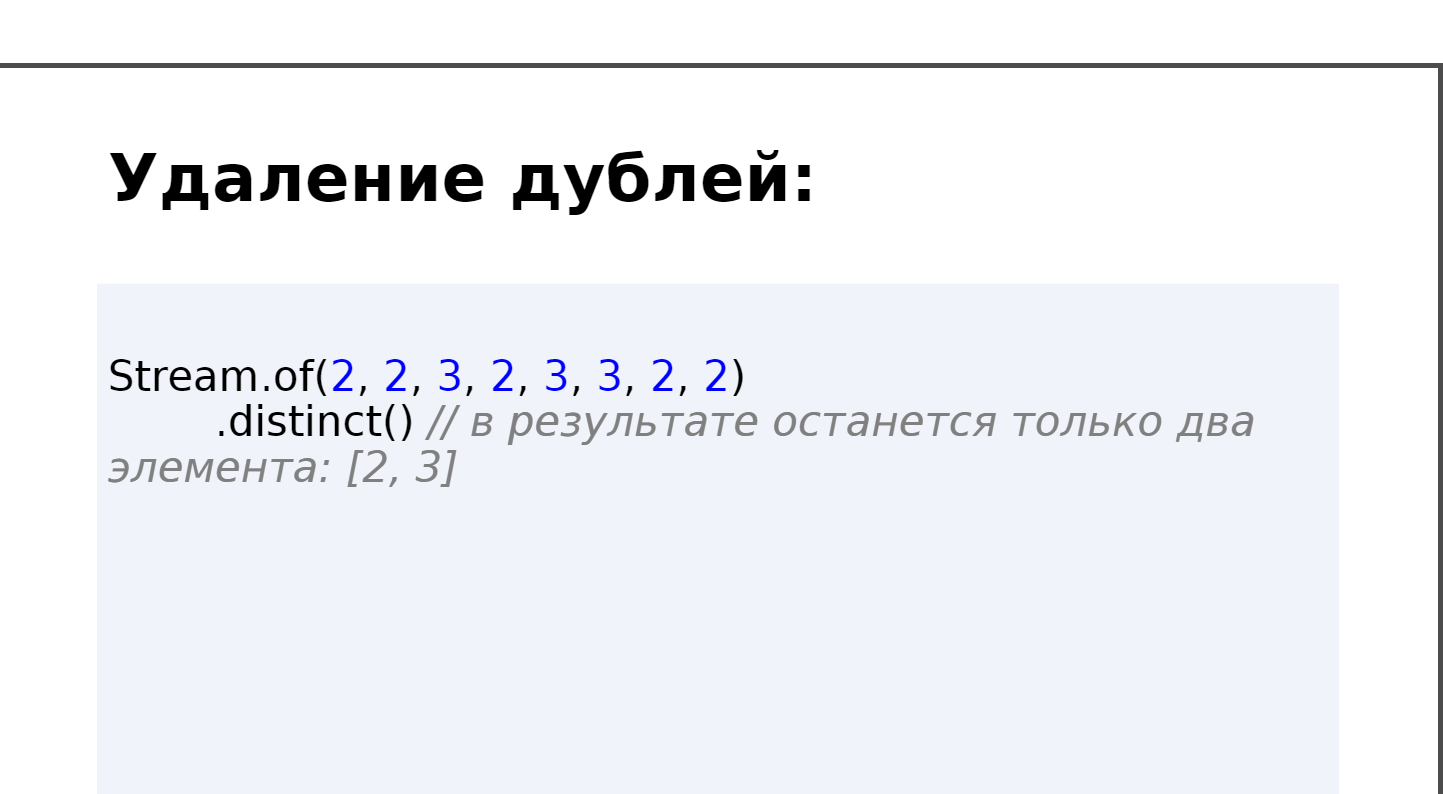 Удаление дублей:
Stream.of(2, 2, 3, 2, 3, 3, 2, 2)
.distinct() // в результате останется только два
элемента: [2, 3]